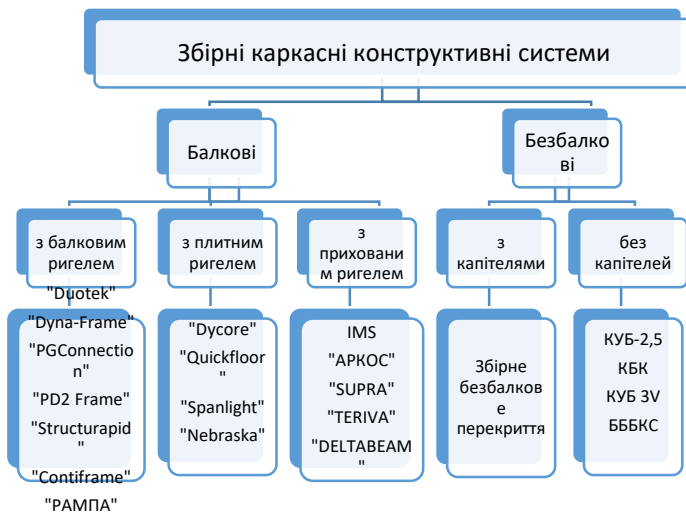 Збірні каркасні конструктивні системи
Балкові
Безбалко
ві
з балковим
ригелем
з плитним
ригелем
з
приховани
м ригелем
з
капітелями
без
капітелей
"Duotek"
"Dyna-Frame"
"PGConnectio
n"
"PD2 Frame"
"Structurapid
"
"Contiframe"
"РАМПА"
"Dycore"
"Quickfloor
"
"Spanlight"
"Nebraska"
IMS
"АРКОС"
"SUPRA"
"TERIVA"
"DELTABEAM
"
Збірне
безбалков
е
перекриття
КУБ-2,5
КБК
КУБ 3V
БББКС